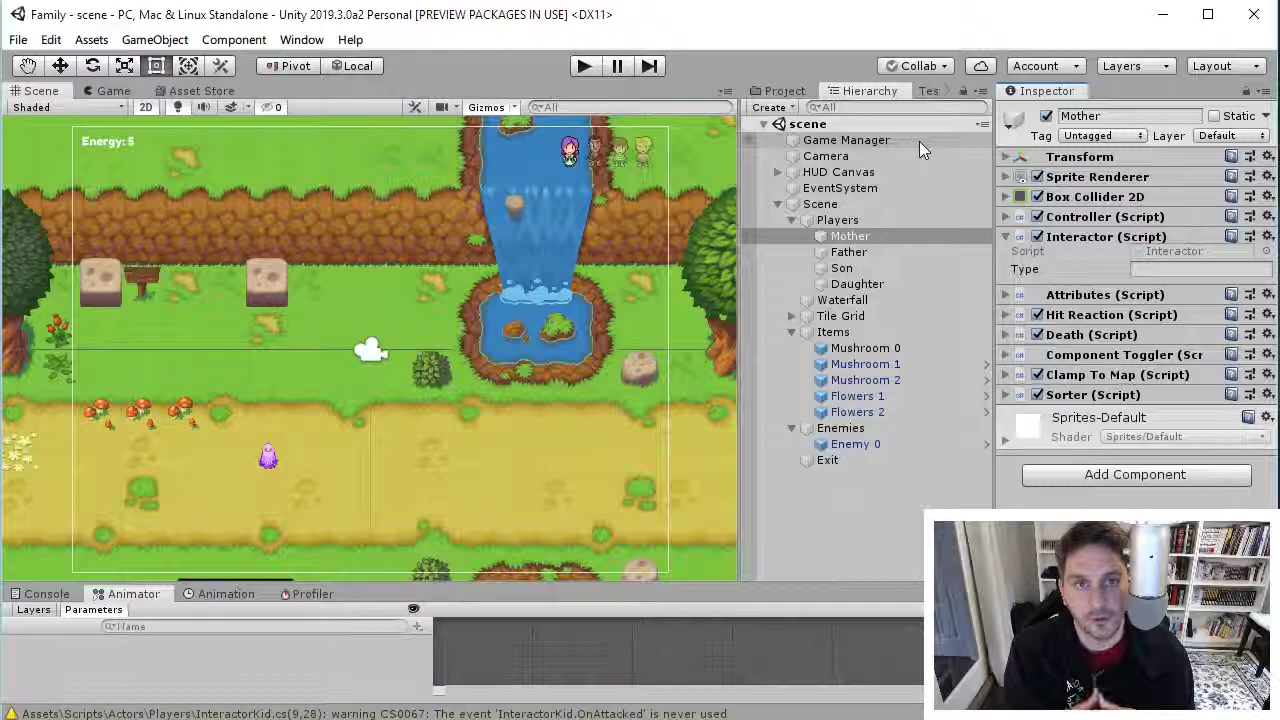 Family - scene - PC, Mac & Linux Standalone - Unity 2019.3.0a2 Personal [PREVIEW PACKAGES IN USE] <DX11>
File Edit Assets GameObject Component Window Help
Pivot Local Collab Account Layers Layout
Scene Game Asset Store Project Hierarchy Tes Inspector
Shaded 2D 0 Gizmos All Create All
Energy: 5
scene
Game Manager
Camera
HUD Canvas
EventSystem
Scene
Players
Mother
Father
Son
Daughter
Waterfall
Tile Grid
Items
Mushroom 0
Mushroom 1
Mushroom 2
Flowers 1
Flowers 2
Enemies
Enemy 0
Exit
Mother Static
Tag Untagged Layer Default
Transform
Sprite Renderer
Box Collider 2D
Controller (Script)
Interactor (Script)
Script Interactor
Type
Attributes (Script)
Hit Reaction (Script)
Death (Script)
Component Toggler (Scr
Clamp To Map (Script)
Sorter (Script)
Sprites-Default
Shader Sprites/Default
Add Component
Console Animator Animation Profiler
Layers Parameters
Name
Assets\Scripts\Actors\Players\InteractorKid.cs(9,28): warning CS0067: The event 'InteractorKid.OnAttacked' is never used